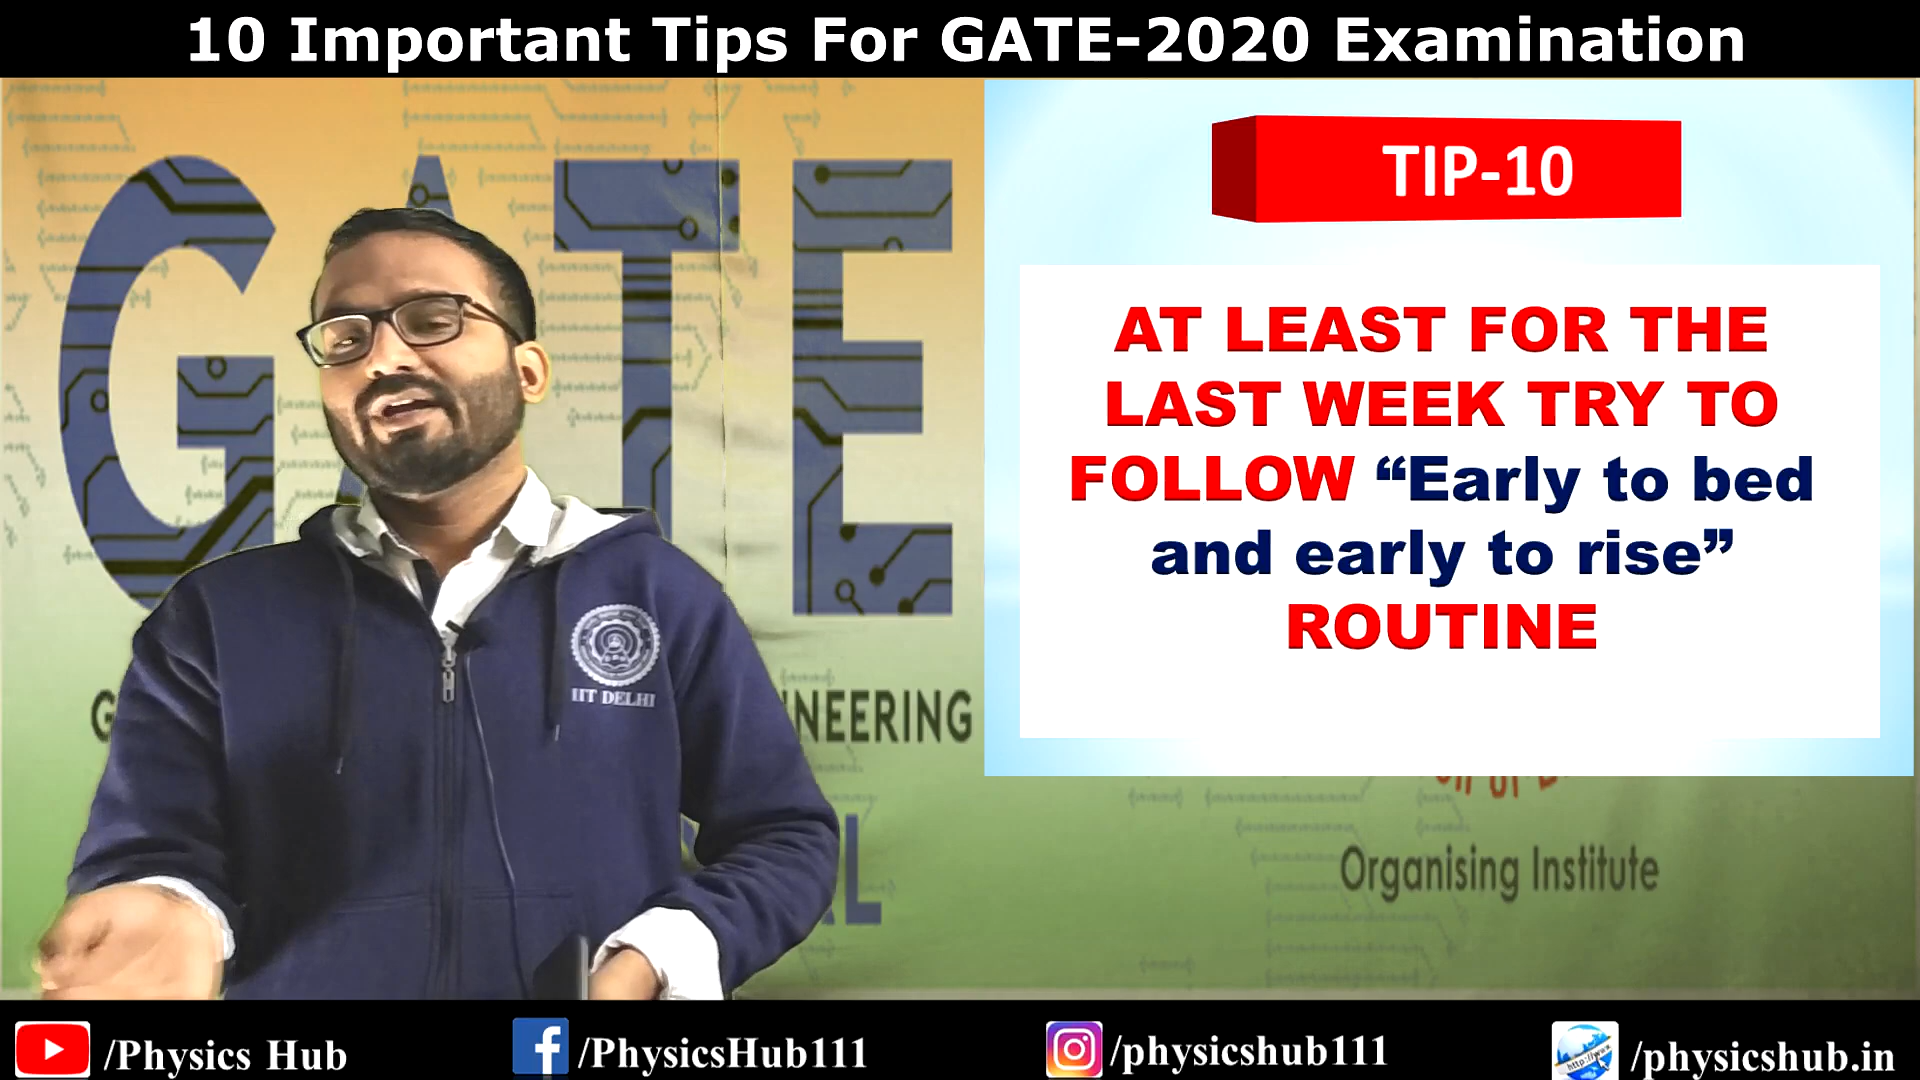 10 Important Tips For GATE-2020 Examination
GATE
TIP-10
AT LEAST FOR THE
LAST WEEK TRY TO
FOLLOW “Early to bed
and early to rise”
ROUTINE
IIT DELHI
Organising Institute
/Physics Hub
/PhysicsHub111
/physicshub111
/physicshub.in